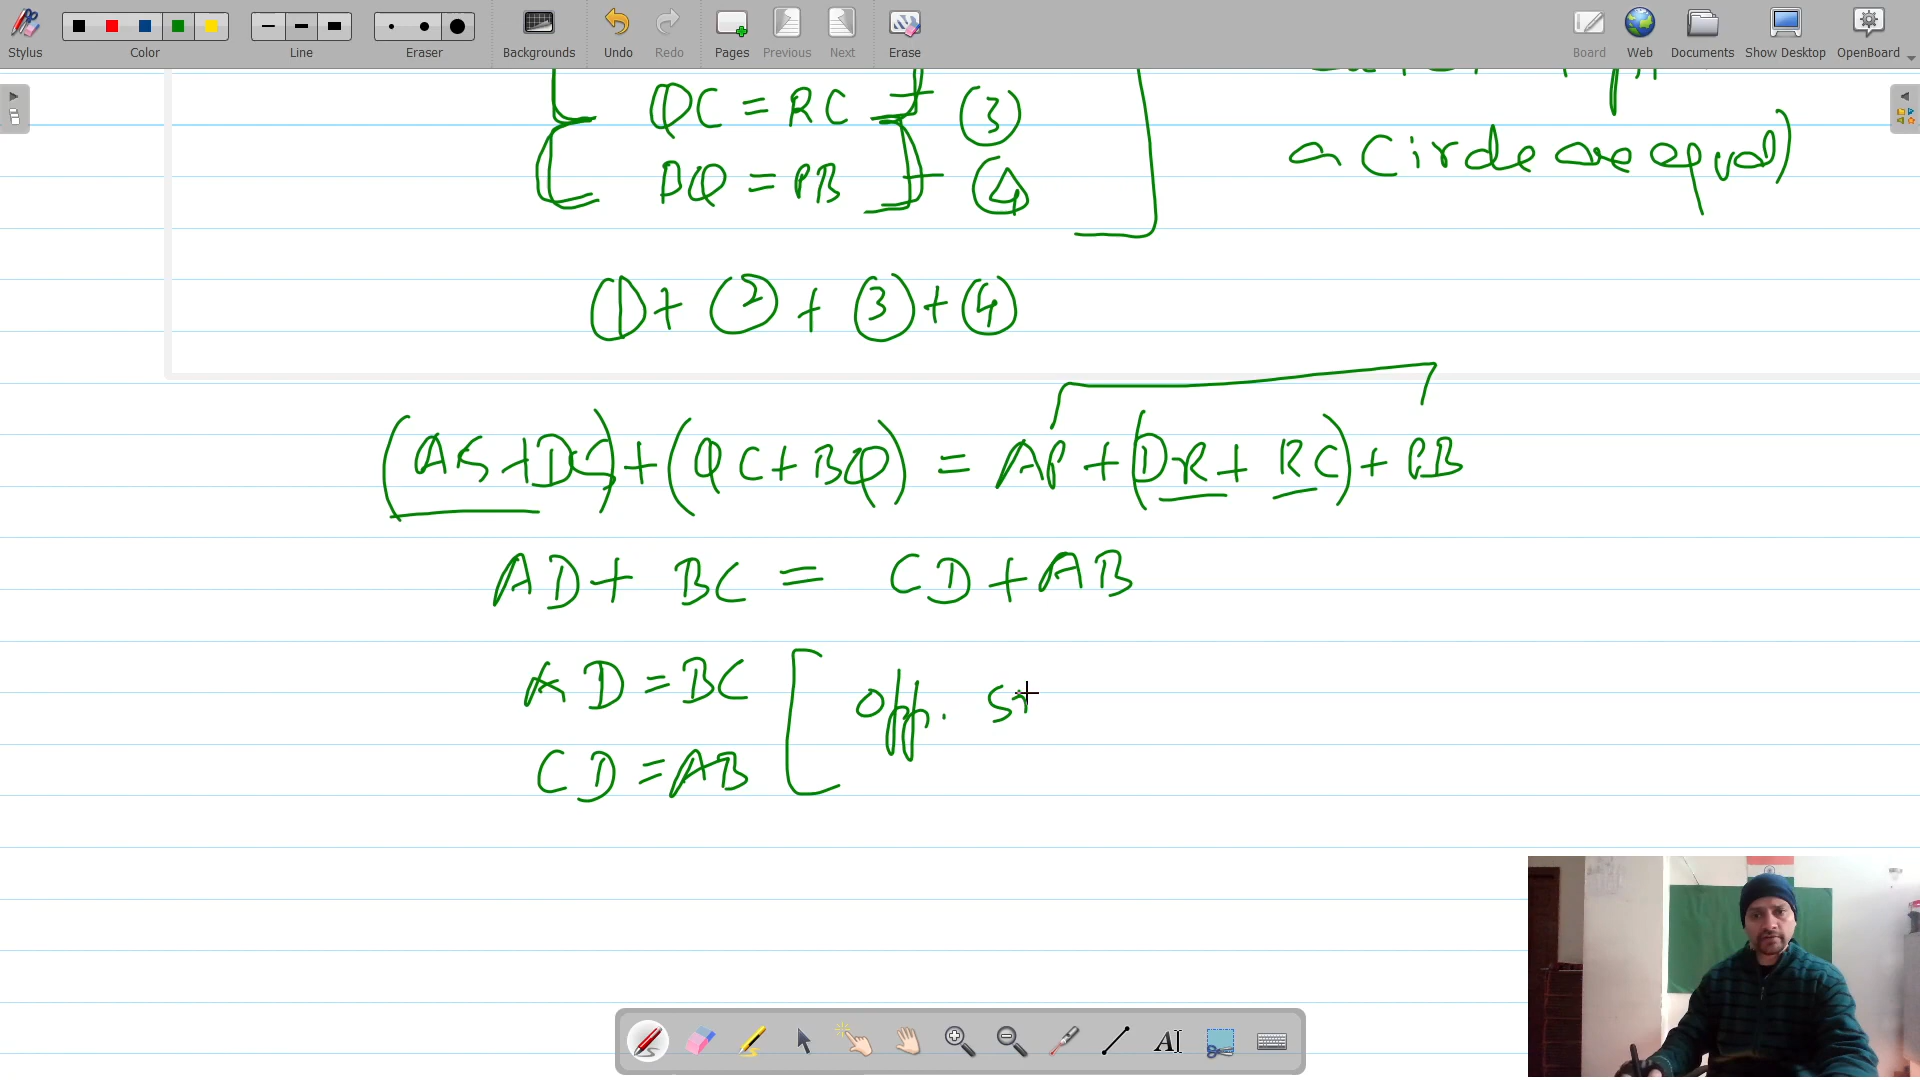 Stylus Color Line Eraser Backgrounds Undo Redo Pages Previous Next Erase Board Web Documents Show Desktop OpenBoard
QC = RC — (3)
BQ = PB — (4)
a Circle are equal)
(1) + (2) + (3) + (4)
(AS + DS) + (QC + BQ) = AP + (DR + RC) + PB
AD + BC = CD + AB
AD = BC
CD = AB
[ opp. si